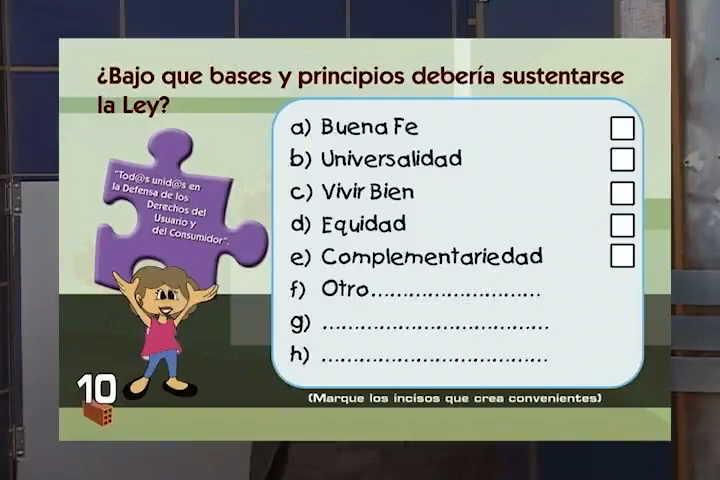 ¿Bajo que bases y principios debería sustentarse
la Ley?
"Tod@s unid@s en
la Defensa de los
Derechos del
Usuario y
del Consumidor".
a) Buena Fe
b) Universalidad
c) Vivir Bien
d) Equidad
e) Complementariedad
f) Otro..........................
g) ...................................
h) ...................................
10
(Marque los incisos que crea convenientes)